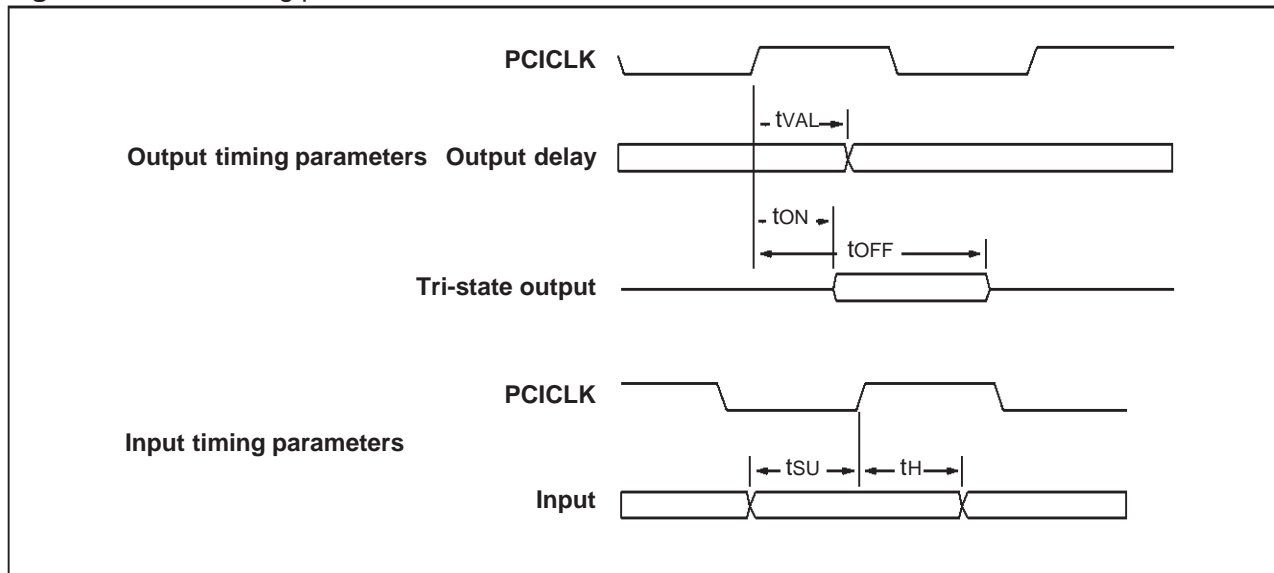 PCICLK
tVAL
Output timing parameters Output delay
tON
tOFF
Tri-state output
PCICLK
Input timing parameters
tSU tH
Input